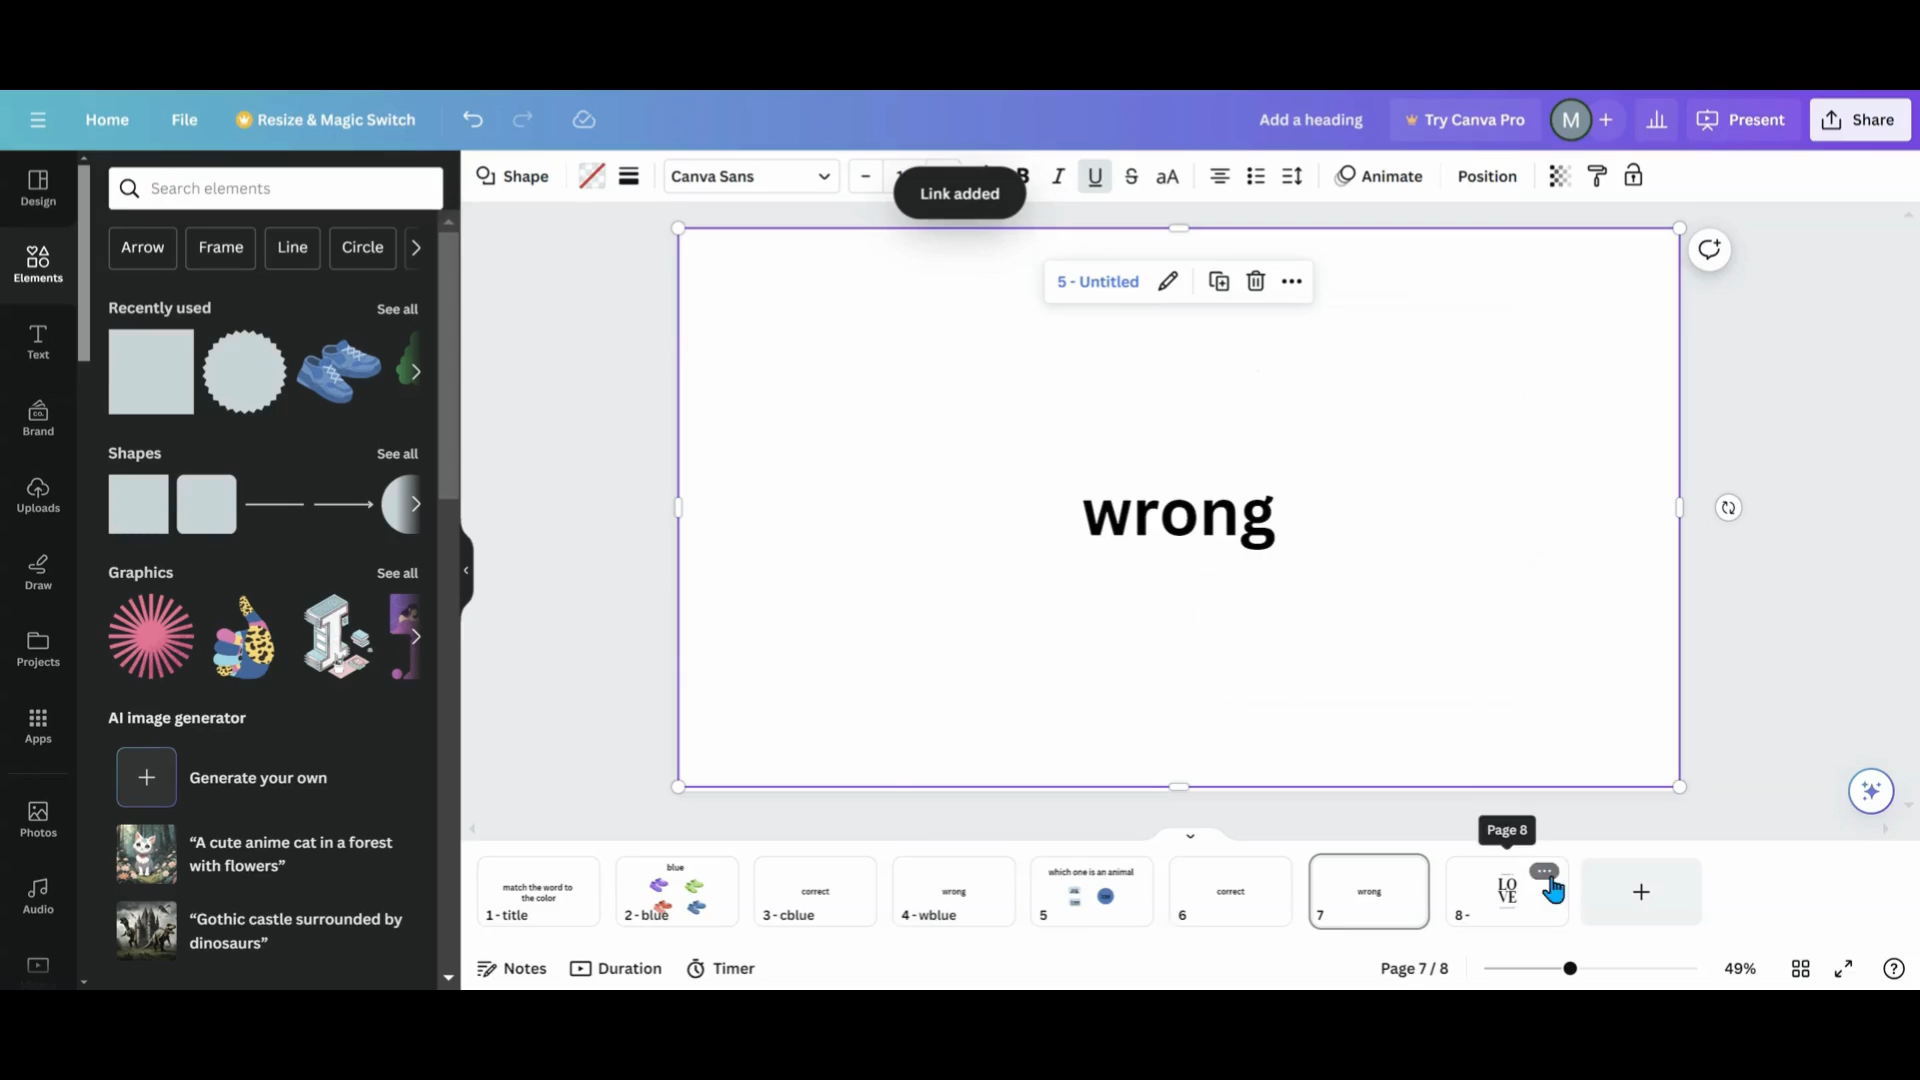 Home File Resize & Magic Switch Add a heading Try Canva Pro M + Present Share
Design
Elements
Text
Brand
Uploads
Draw
Projects
Apps
Photos
Audio
Search elements
Arrow Frame Line Circle
Recently used See all
Shapes See all
Graphics See all
AI image generator
Generate your own
“A cute anime cat in a forest
with flowers”
“Gothic castle surrounded by
dinosaurs”
Shape Canva Sans B I U S aA Animate Position
Link added
5 - Untitled
wrong
Page 8
match the word to
the color
1 - title
blue
2 - blue
correct
3 - cblue
wrong
4 - wblue
which one is an animal
5
correct
6
wrong
7
LO
VE
8 -
Notes Duration Timer Page 7 / 8 49%